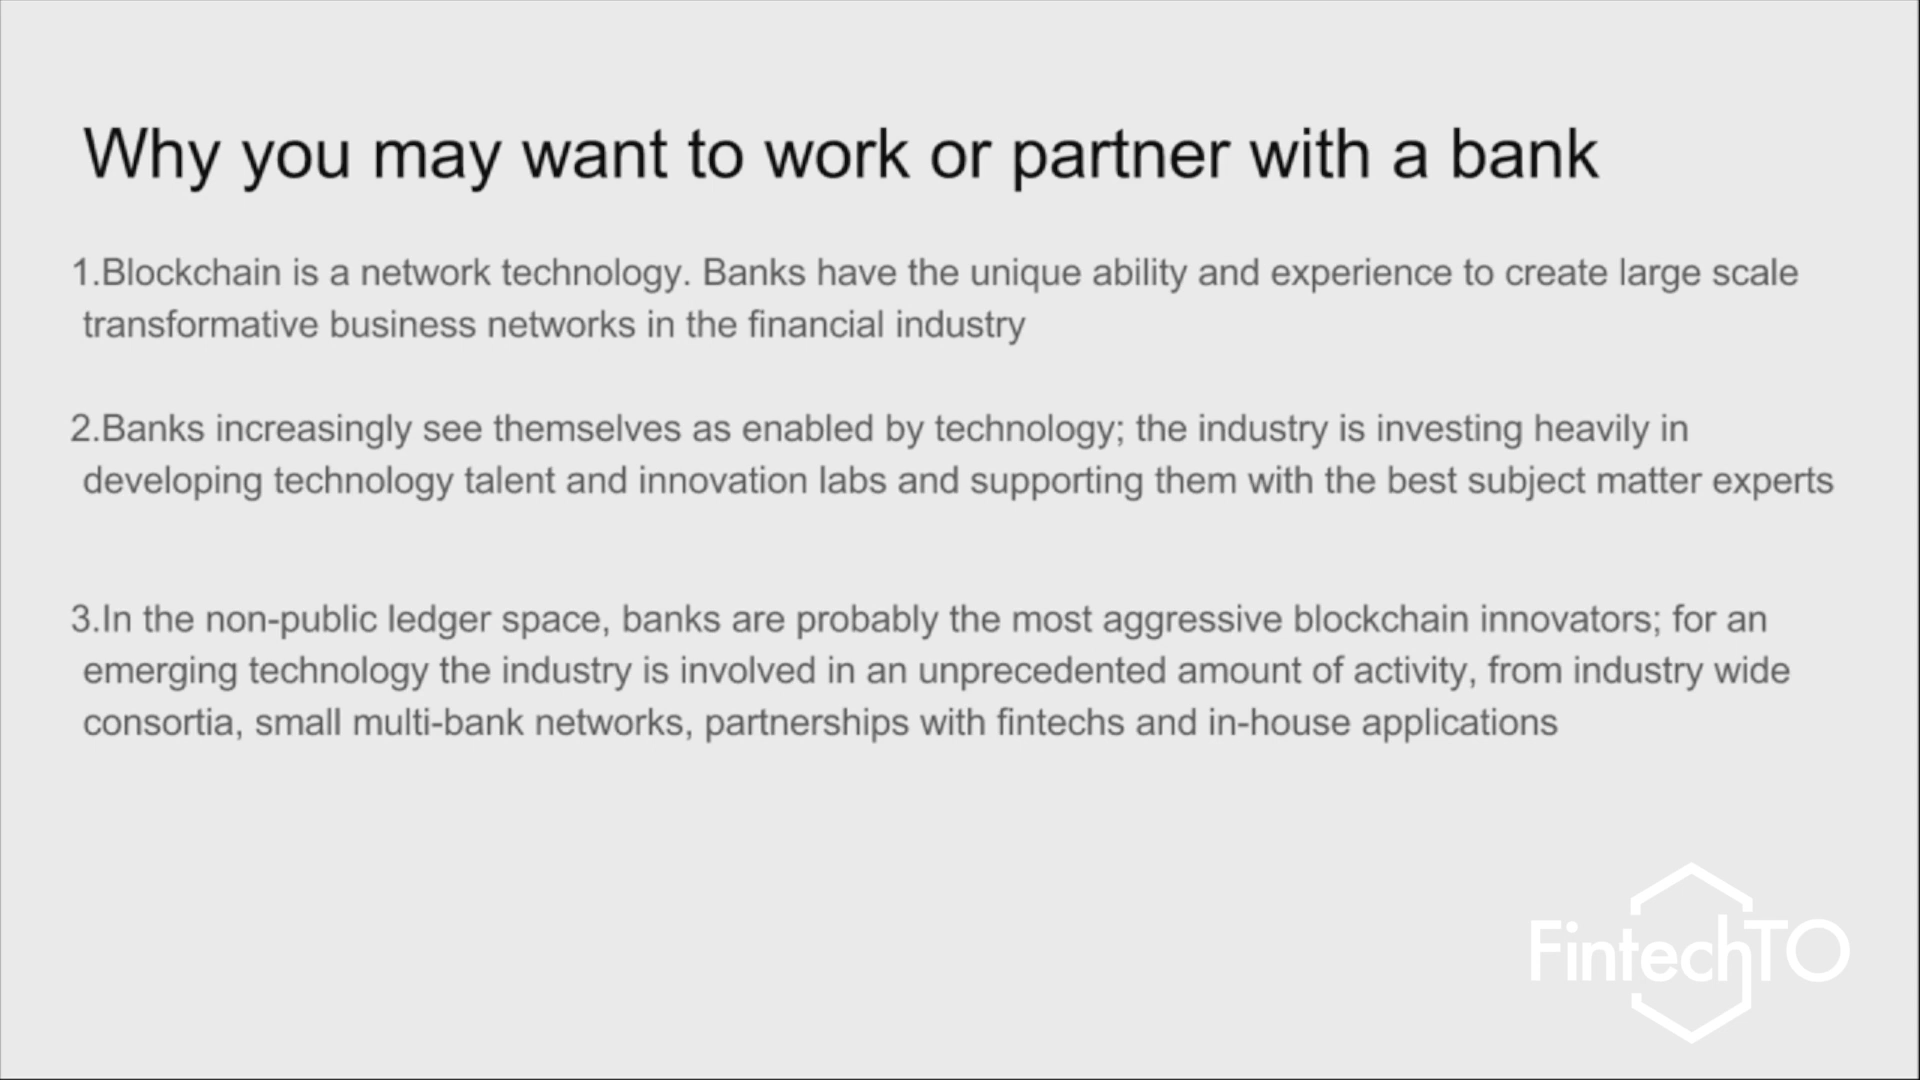 Why you may want to work or partner with a bank
1.Blockchain is a network technology. Banks have the unique ability and experience to create large scale
transformative business networks in the financial industry
2.Banks increasingly see themselves as enabled by technology; the industry is investing heavily in
developing technology talent and innovation labs and supporting them with the best subject matter experts
3.In the non-public ledger space, banks are probably the most aggressive blockchain innovators; for an
emerging technology the industry is involved in an unprecedented amount of activity, from industry wide
consortia, small multi-bank networks, partnerships with fintechs and in-house applications
FintechTO